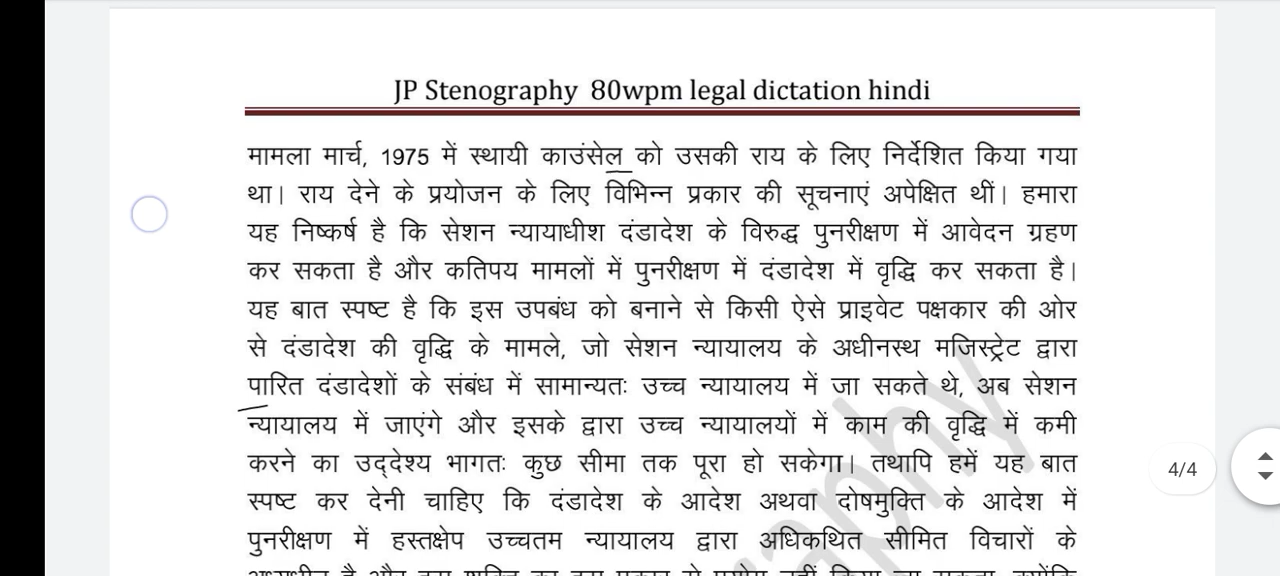 JP Stenography 80wpm legal dictation hindi
मामला मार्च, 1975 में स्थायी काउंसेल को उसकी राय के लिए निर्देशित किया गया
था। राय देने के प्रयोजन के लिए विभिन्न प्रकार की सूचनाएं अपेक्षित थीं। हमारा
यह निष्कर्ष है कि सेशन न्यायाधीश दंडादेश के विरुद्ध पुनरीक्षण में आवेदन ग्रहण
कर सकता है और कतिपय मामलों में पुनरीक्षण में दंडादेश में वृद्धि कर सकता है।
यह बात स्पष्ट है कि इस उपबंध को बनाने से किसी ऐसे प्राइवेट पक्षकार की ओर
से दंडादेश की वृद्धि के मामले, जो सेशन न्यायालय के अधीनस्थ मजिस्ट्रेट द्वारा
पारित दंडादेशों के संबंध में सामान्यतः उच्च न्यायालय में जा सकते थे, अब सेशन
न्यायालय में जाएंगे और इसके द्वारा उच्च न्यायालयों में काम की वृद्धि में कमी
करने का उद्देश्य भागतः कुछ सीमा तक पूरा हो सकेगा। तथापि हमें यह बात
4/4
स्पष्ट कर देनी चाहिए कि दंडादेश के आदेश अथवा दोषमुक्ति के आदेश में
पुनरीक्षण में हस्तक्षेप उच्चतम न्यायालय द्वारा अधिकथित सीमित विचारों के